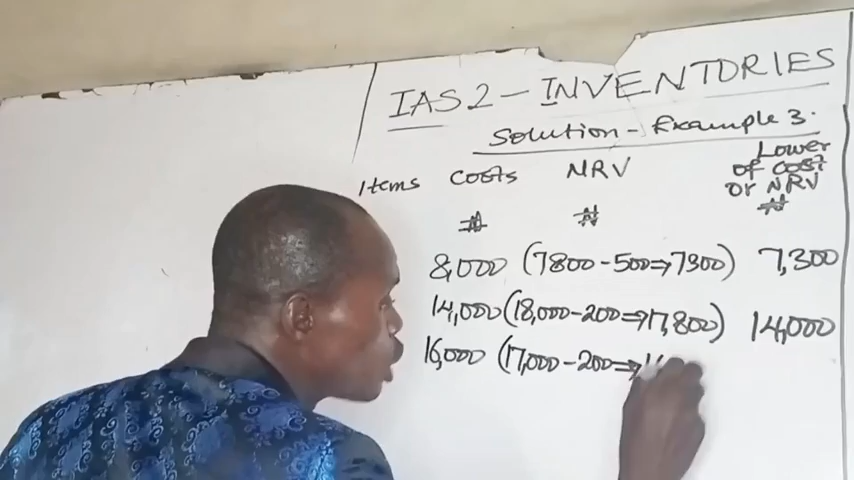 IAS 2 - INVENTORIES
Solution - Example 3.
Items Costs NRV Lower of cost or NRV
₦ ₦ ₦
8,000 (7800 - 500 ⇒ 7300) 7,300
14,000 (18,000 - 200 ⇒ 17,800) 14,000
16,000 (17,000 - 200 ⇒